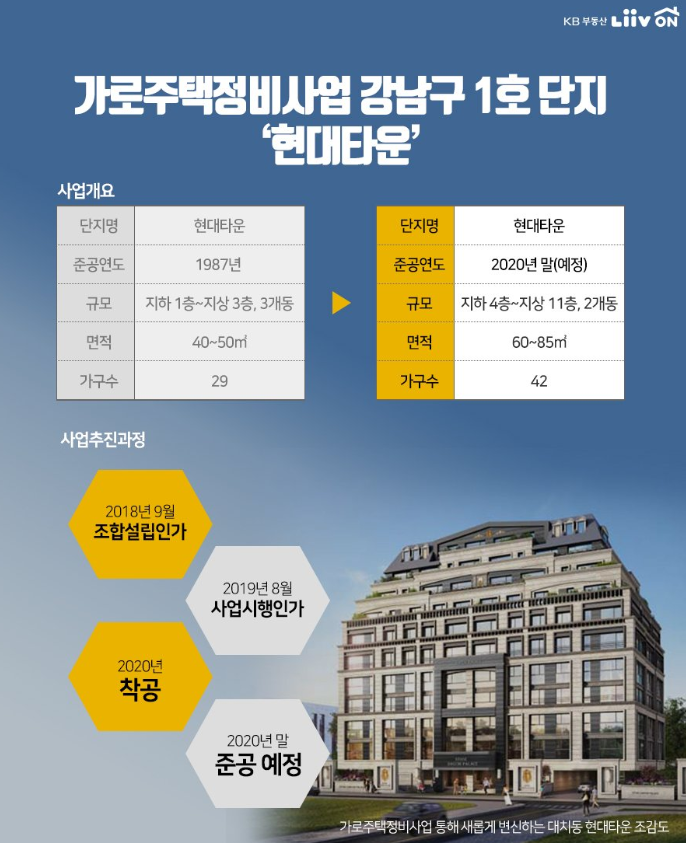 KB 부동산 Liiv ON
가로주택정비사업 강남구 1호 단지
‘현대타운’
사업개요
단지명 현대타운
준공연도 1987년
규모 지하 1층~지상 3층, 3개동
면적 40~50㎡
가구수 29
단지명 현대타운
준공연도 2020년 말(예정)
규모 지하 4층~지상 11층, 2개동
면적 60~85㎡
가구수 42
사업추진과정
2018년 9월
조합설립인가
2019년 8월
사업시행인가
2020년
착공
2020년 말
준공 예정
가로주택정비사업 통해 새롭게 변신하는 대치동 현대타운 조감도